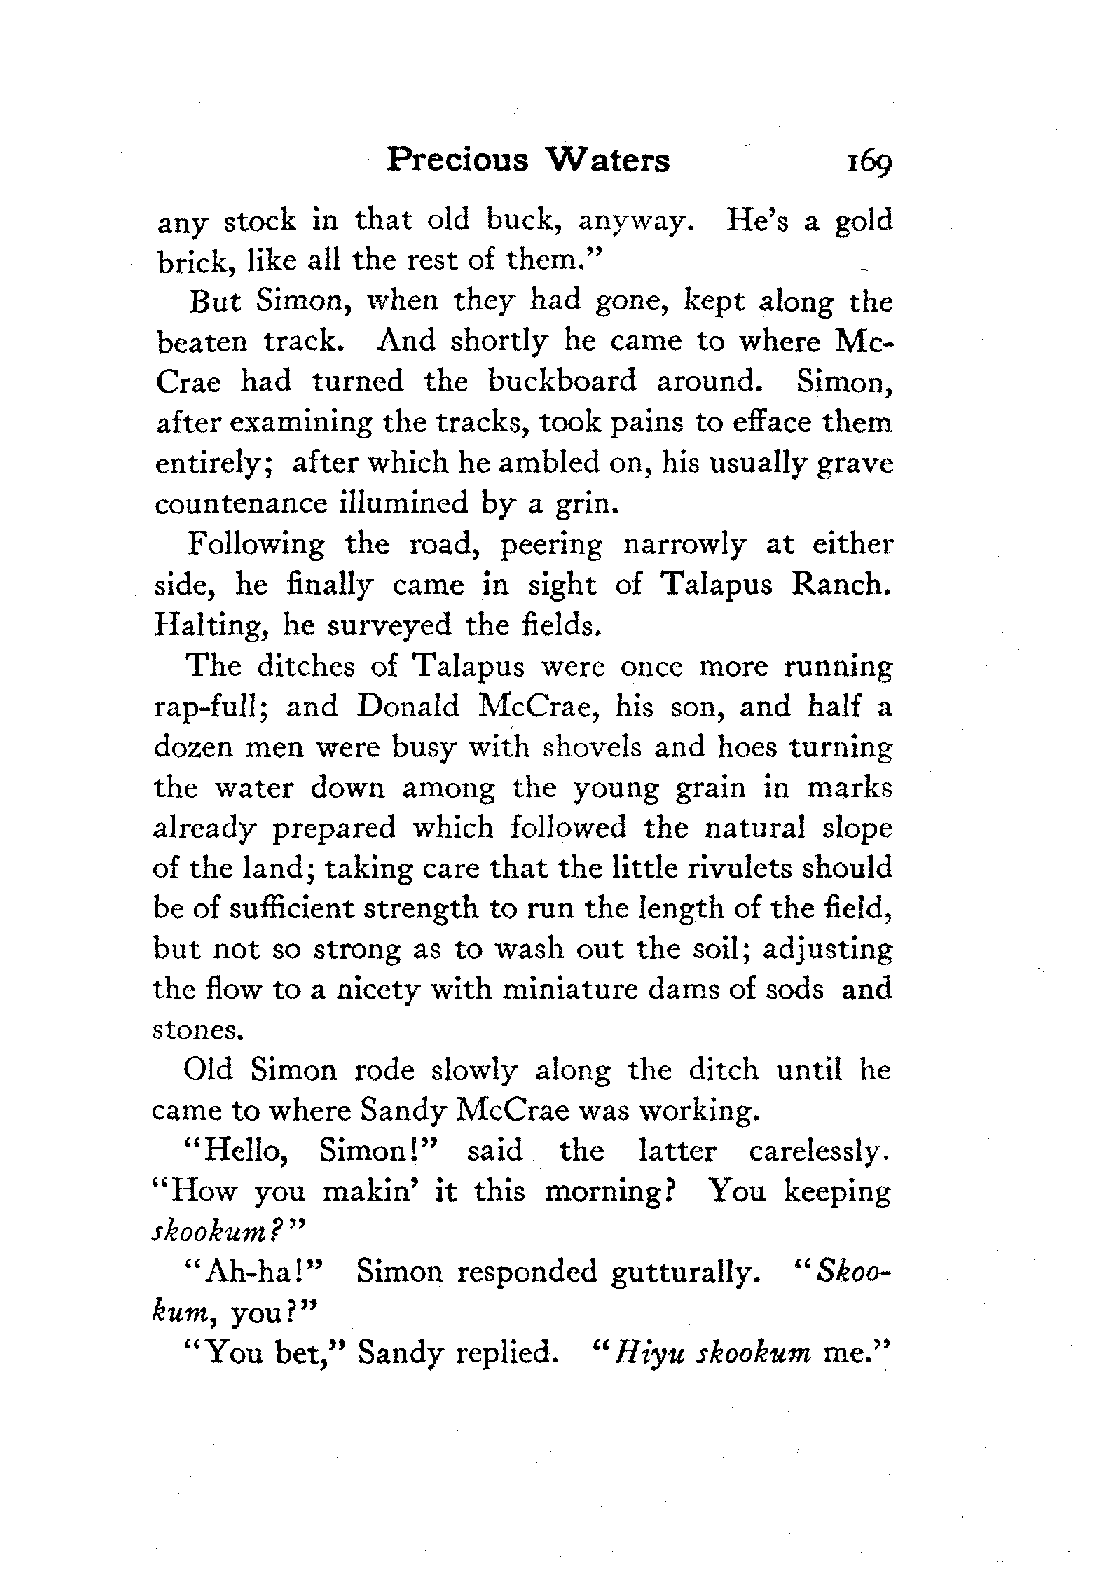 Precious Waters 169
any stock in that old buck, anyway. He's a gold
brick, like all the rest of them."
But Simon, when they had gone, kept along the
beaten track. And shortly he came to where Mc-
Crae had turned the buckboard around. Simon,
after examining the tracks, took pains to efface them
entirely; after which he ambled on, his usually grave
countenance illumined by a grin.
Following the road, peering narrowly at either
side, he finally came in sight of Talapus Ranch.
Halting, he surveyed the fields.
The ditches of Talapus were once more running
rap-full; and Donald McCrae, his son, and half a
dozen men were busy with shovels and hoes turning
the water down among the young grain in marks
already prepared which followed the natural slope
of the land; taking care that the little rivulets should
be of sufficient strength to run the length of the field,
but not so strong as to wash out the soil; adjusting
the flow to a nicety with miniature dams of sods and
stones.
Old Simon rode slowly along the ditch until he
came to where Sandy McCrae was working.
"Hello, Simon!" said the latter carelessly.
"How you makin' it this morning? You keeping
skookum?"
"Ah-ha!" Simon responded gutturally. "Skoo-
kum, you?"
"You bet," Sandy replied. "Hiyu skookum me."